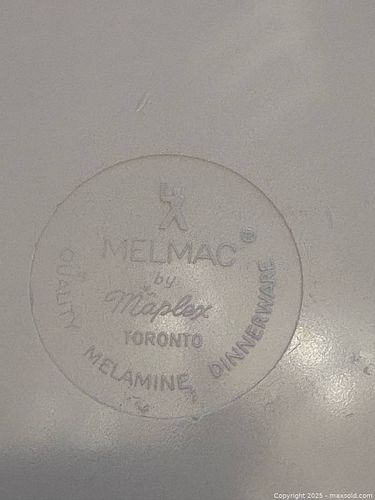 MELMAC®
by
Maplex
TORONTO
QUALITY MELAMINE DINNERWARE
Copyright © 2025 - maxsold.com